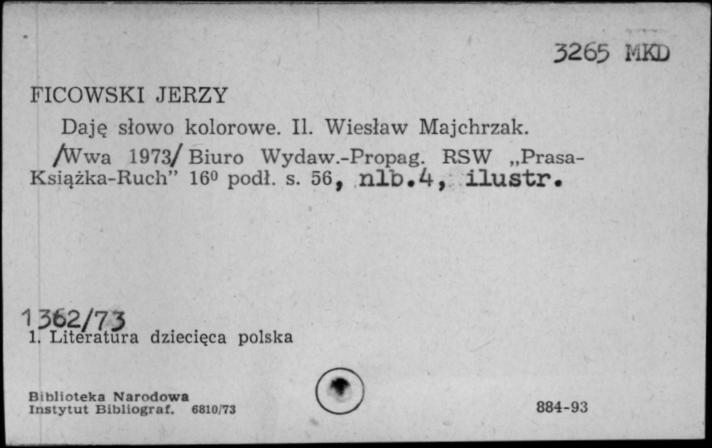 3265 MKD
FICOWSKI JERZY
Daję słowo kolorowe. Il. Wiesław Majchrzak.
/Wwa 1973/ Biuro Wydaw.-Propag. RSW „Prasa-
Książka-Ruch” 16⁰ podł. s. 56, nlb.4, ilustr.
1362/73
1. Literatura dziecięca polska
Biblioteka Narodowa
Instytut Bibliograf. 6810/73
884-93